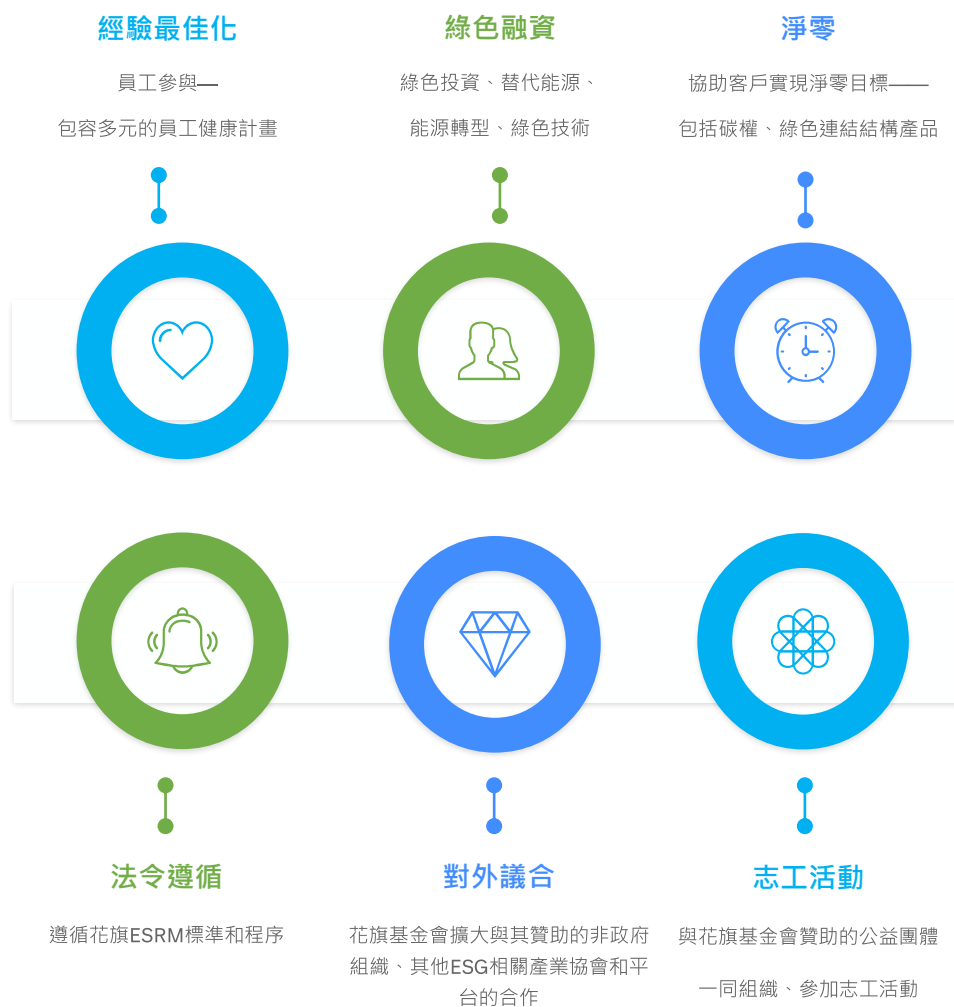 經驗最佳化
員工參與—
包容多元的員工健康計畫
綠色融資
綠色投資、替代能源、
能源轉型、綠色技術
淨零
協助客戶實現淨零目標——
包括碳權、綠色連結結構產品
法令遵循
遵循花旗ESRM標準和程序
對外議合
花旗基金會擴大與其贊助的非政府
組織、其他ESG相關產業協會和平
台的合作
志工活動
與花旗基金會贊助的公益團體
一同組織、參加志工活動